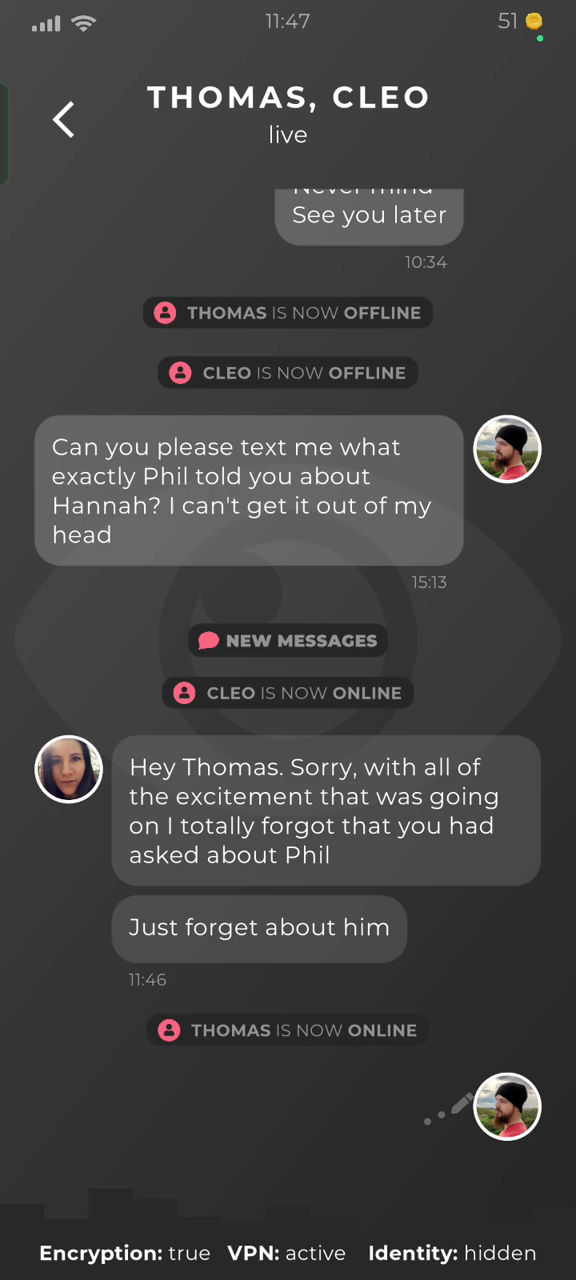 11:47
51
THOMAS, CLEO
live
Never mind
See you later
10:34
THOMAS IS NOW OFFLINE
CLEO IS NOW OFFLINE
Can you please text me what
exactly Phil told you about
Hannah? I can't get it out of my
head
15:13
NEW MESSAGES
CLEO IS NOW ONLINE
Hey Thomas. Sorry, with all of
the excitement that was going
on I totally forgot that you had
asked about Phil
Just forget about him
11:46
THOMAS IS NOW ONLINE
Encryption: true VPN: active Identity: hidden